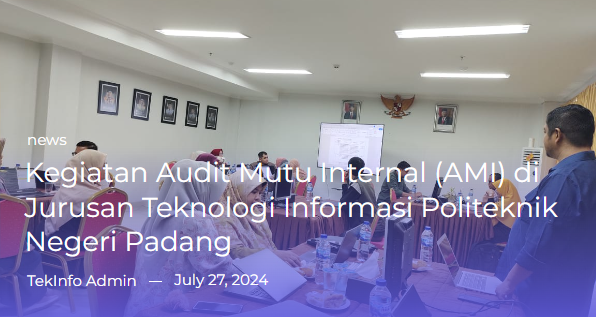 news
Kegiatan Audit Mutu Internal (AMI) di
Jurusan Teknologi Informasi Politeknik
Negeri Padang
TekInfo Admin — July 27, 2024